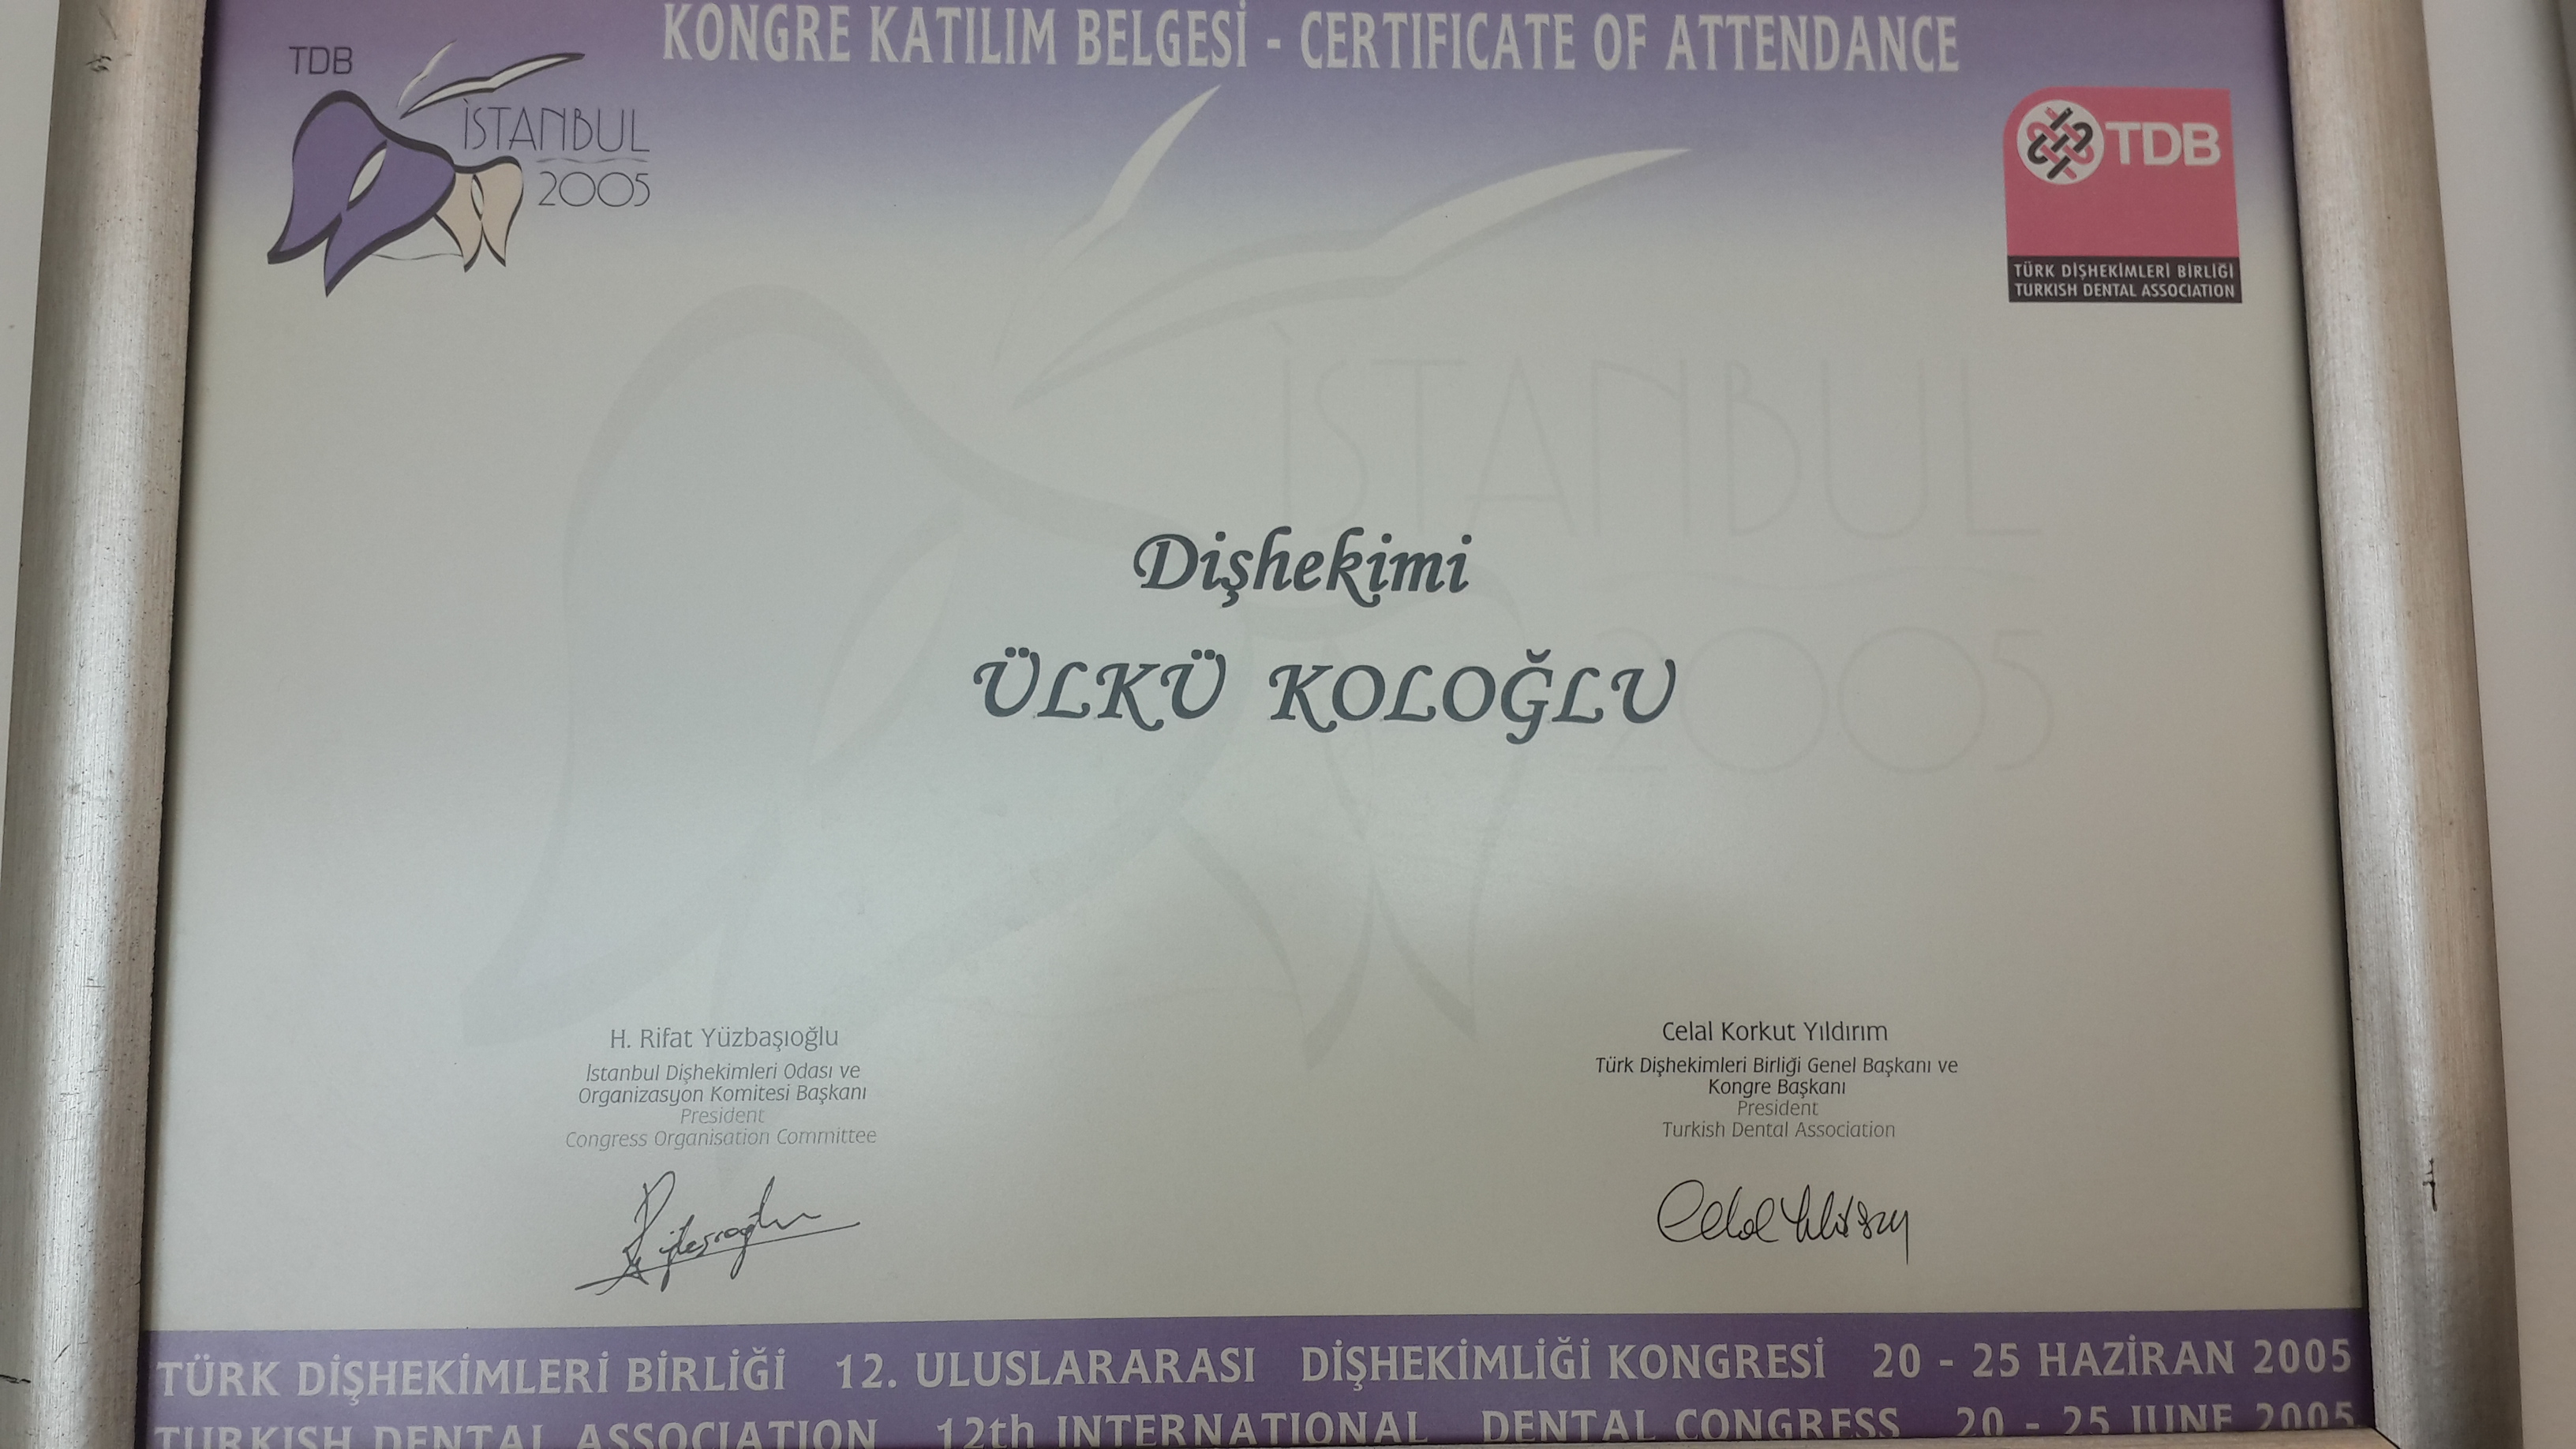 KONGRE KATILIM BELGESİ - CERTIFICATE OF ATTENDANCE
TDB
İSTANBUL
2005
TDB
TÜRK DİŞHEKİMLERİ BİRLİĞİ
TURKISH DENTAL ASSOCIATION
İSTANBUL
2005
Dişhekimi
ÜLKÜ KOLOĞLU
H. Rifat Yüzbaşıoğlu
İstanbul Dişhekimleri Odası ve
Organizasyon Komitesi Başkanı
President
Congress Organisation Committee
Celal Korkut Yıldırım
Türk Dişhekimleri Birliği Genel Başkanı ve
Kongre Başkanı
President
Turkish Dental Association
TÜRK DİŞHEKİMLERİ BİRLİĞİ 12. ULUSLARARASI DİŞHEKİMLİĞİ KONGRESİ 20 - 25 HAZİRAN 2005
TURKISH DENTAL ASSOCIATION 12th INTERNATIONAL DENTAL CONGRESS 20 - 25 JUNE 2005